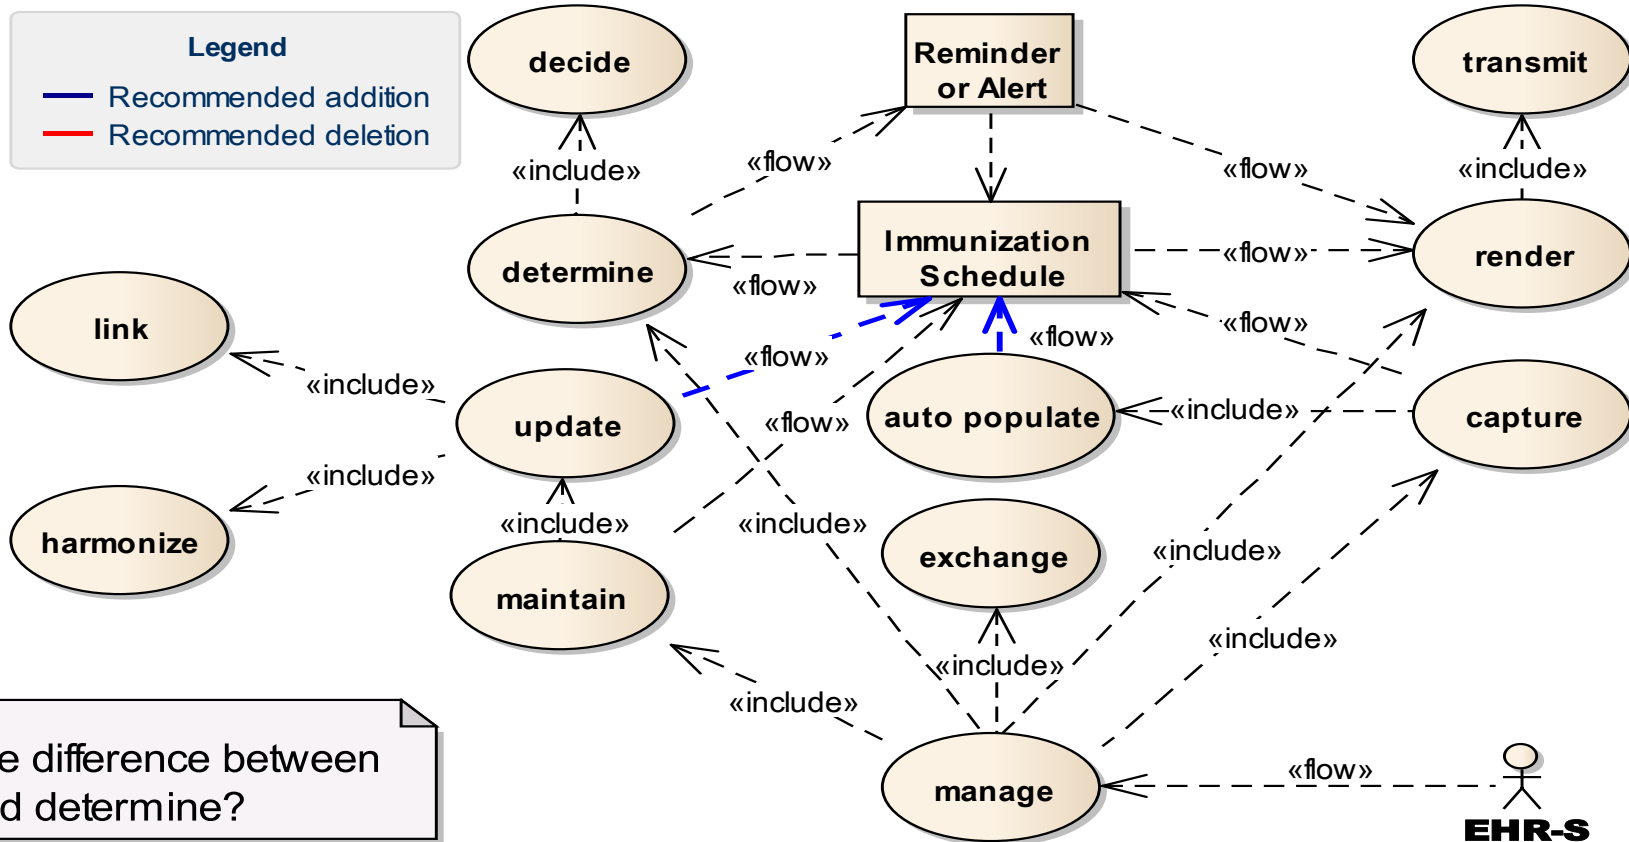 Legend
Recommended addition
Recommended deletion
decide
Reminder
or Alert
transmit
«include»
«flow»
«flow»
«include»
determine
Immunization
Schedule
render
«flow»
«flow»
link
«flow»
«flow»
«flow»
«include»
update
«flow»
auto populate
«include»
capture
«include»
harmonize
«include»
«include»
exchange
«include»
maintain
«include»
«include»
«include»
manage
«flow»
EHR-S
e difference between
d determine?